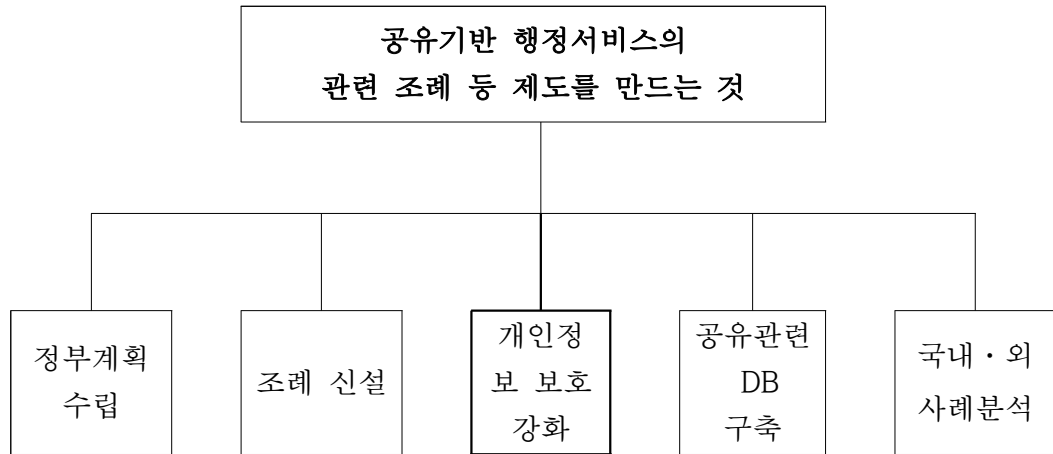 공유기반 행정서비스의
관련 조례 등 제도를 만드는 것
정부계획
수립
조례 신설
개인정
보 보호
강화
공유관련
DB
구축
국내·외
사례분석